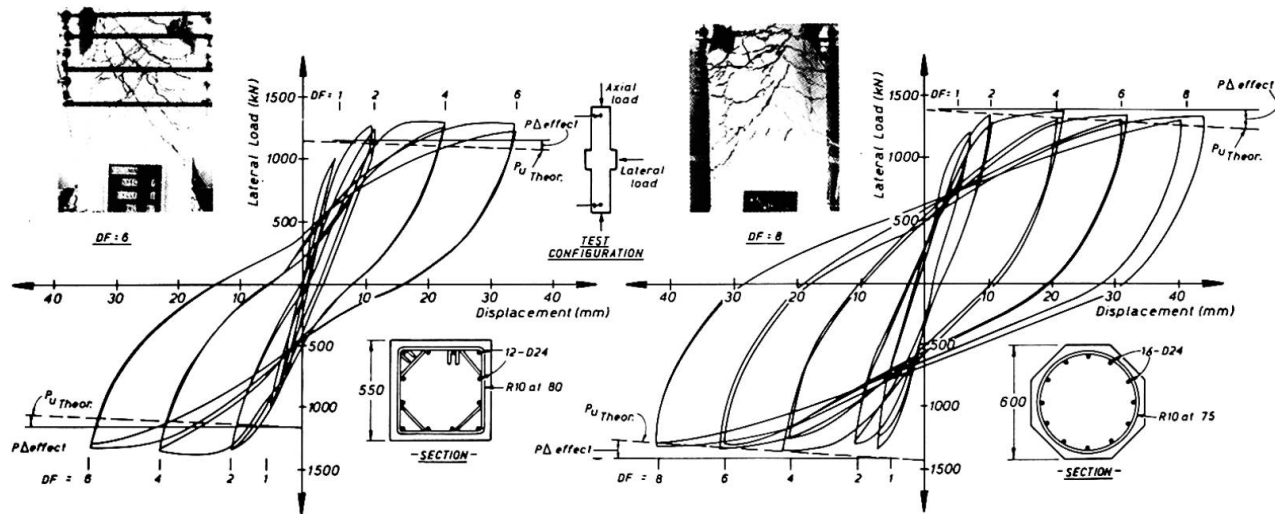 DF = 6
Lateral Load (kN)
1500
1000
500
DF = 1 2 4 6
PΔ effect
Pu Theor.
Axial load
Lateral load
TEST CONFIGURATION
40 30 20 10 10 20 30 40
Displacement (mm)
500
1000
1500
Pu Theor.
PΔ effect
DF = 6 4 2 1
550
12-D24
R10 at 80
-SECTION-
DF = 8
Lateral Load (kN)
1500
1000
500
DF = 1 2 4 6 8
PΔ effect
Pu Theor.
40 30 20 10 10 20 30 40
Displacement (mm)
500
1000
1500
Pu Theor.
PΔ effect
DF = 8 6 4 2 1
600
16-D24
R10 at 75
-SECTION-